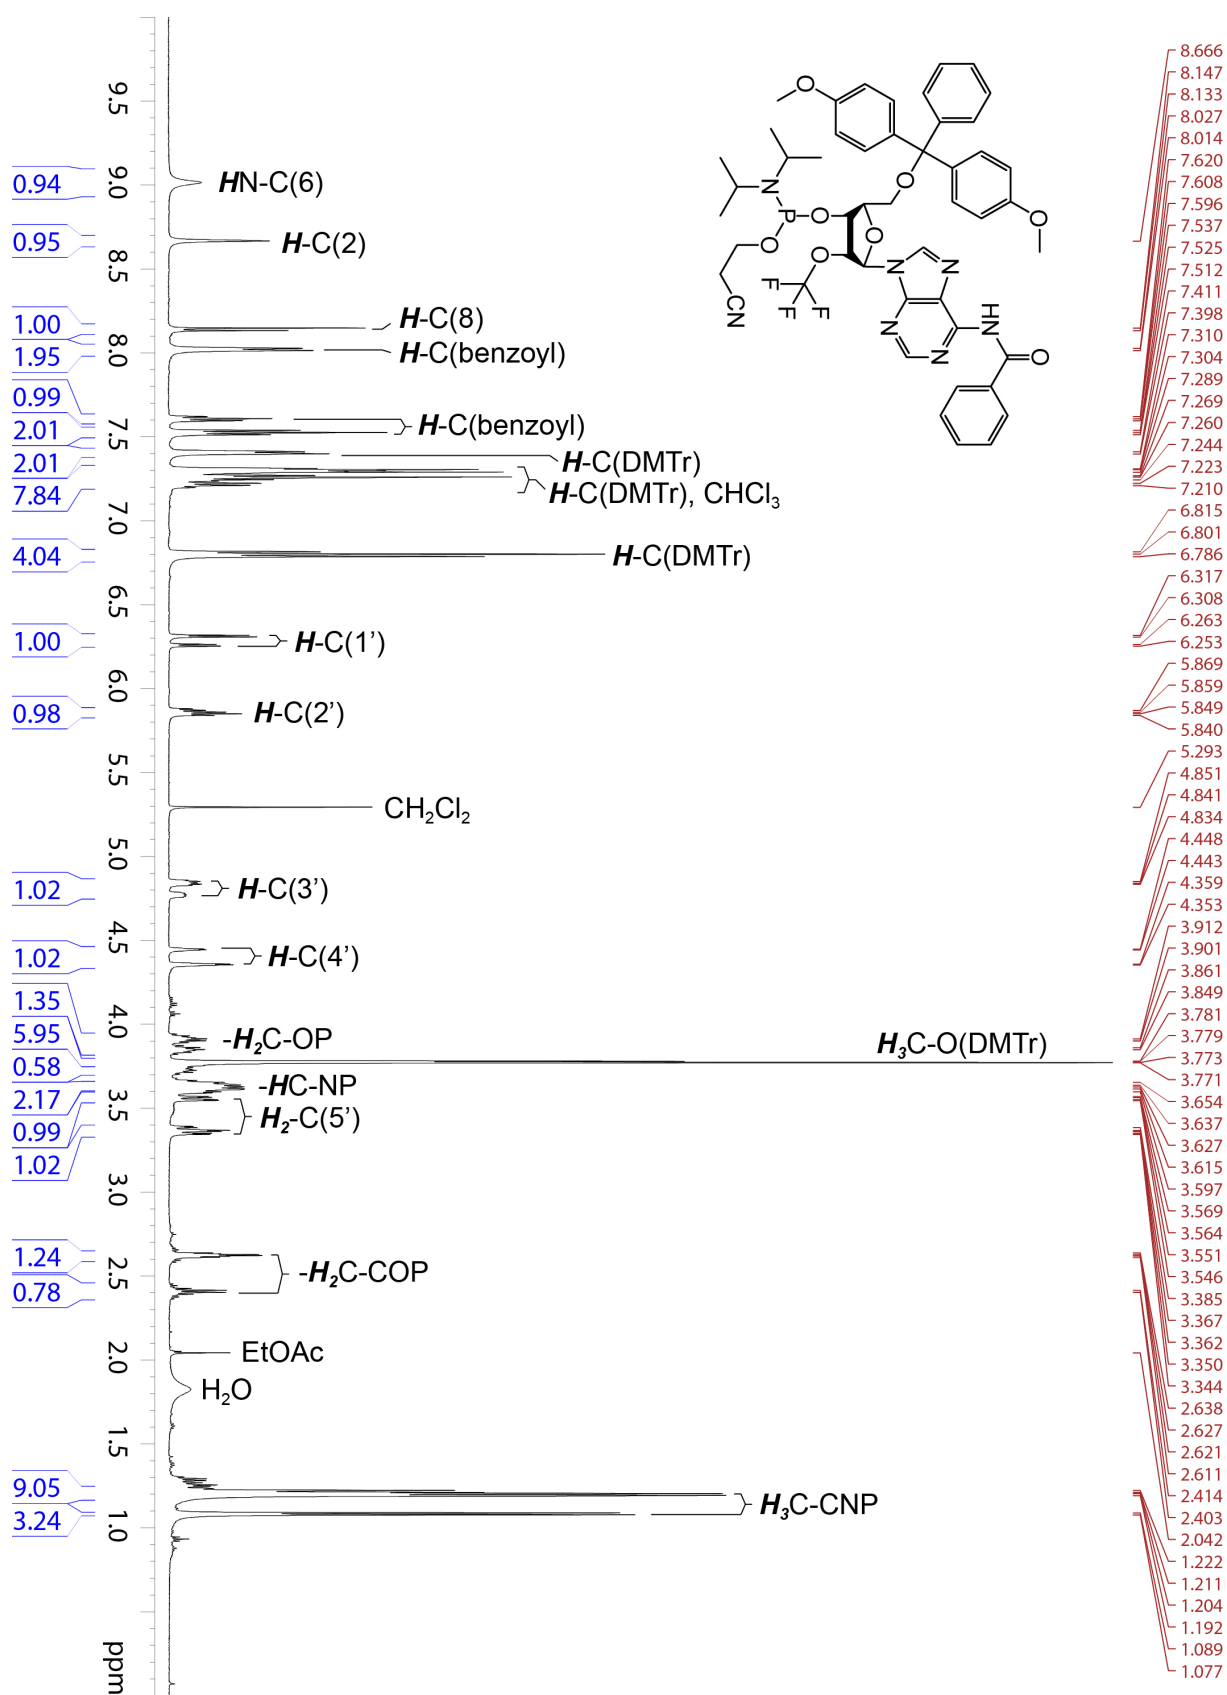 8.666
8.147
8.133
8.027
8.014
7.620
7.608
7.596
7.537
7.525
7.512
7.411
7.398
7.310
7.304
7.289
7.269
7.260
7.244
7.223
7.210
6.815
6.801
6.786
6.317
6.308
6.263
6.253
5.869
5.859
5.849
5.840
5.293
4.851
4.841
4.834
4.448
4.443
4.359
4.353
3.912
3.901
3.861
3.849
3.781
3.779
3.773
3.771
3.654
3.637
3.627
3.615
3.597
3.569
3.564
3.551
3.546
3.385
3.367
3.362
3.350
3.344
2.638
2.627
2.621
2.611
2.414
2.403
2.042
1.222
1.211
1.204
1.192
1.089
1.077
O
O
O
N
P
O
O
O
O
CN
F
F
F
N
N
N
N
H
N
O
HN-C(6)
H-C(2)
H-C(8)
H-C(benzoyl)
H-C(benzoyl)
H-C(DMTr)
H-C(DMTr), CHCl₃
H-C(DMTr)
H-C(1’)
H-C(2’)
CH₂Cl₂
H-C(3’)
H-C(4’)
-H₂C-OP
H₃C-O(DMTr)
-HC-NP
H₂-C(5’)
-H₂C-COP
EtOAc
H₂O
H₃C-CNP
9.5
9.0
8.5
8.0
7.5
7.0
6.5
6.0
5.5
5.0
4.5
4.0
3.5
3.0
2.5
2.0
1.5
1.0
ppm
0.94
0.95
1.00
1.95
0.99
2.01
2.01
7.84
4.04
1.00
0.98
1.02
1.02
1.35
5.95
0.58
2.17
0.99
1.02
1.24
0.78
9.05
3.24